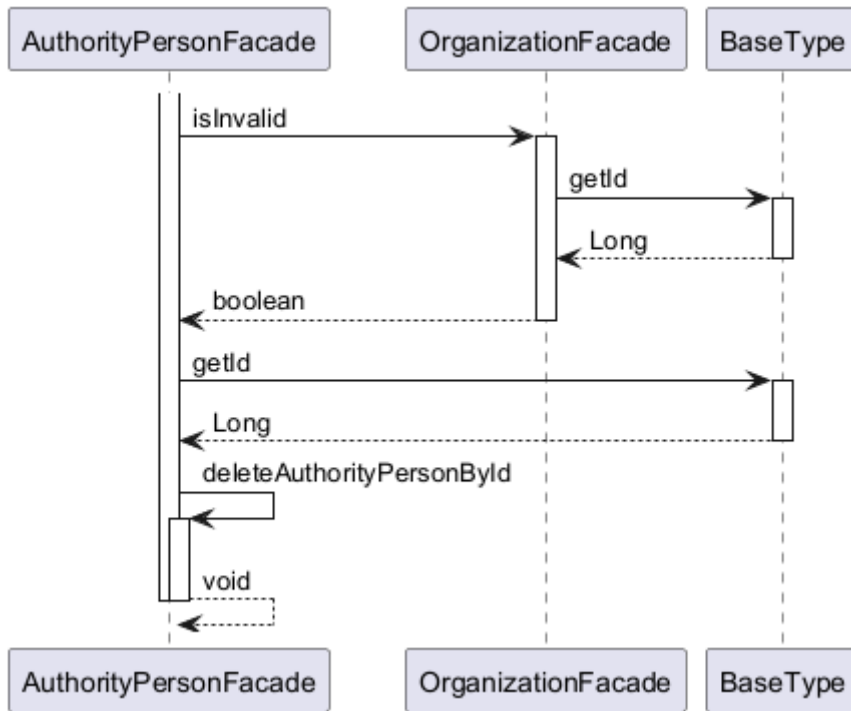 AuthorityPersonFacade
OrganizationFacade
BaseType
isInvalid
getId
Long
boolean
getId
Long
deleteAuthorityPersonById
void
AuthorityPersonFacade
OrganizationFacade
BaseType